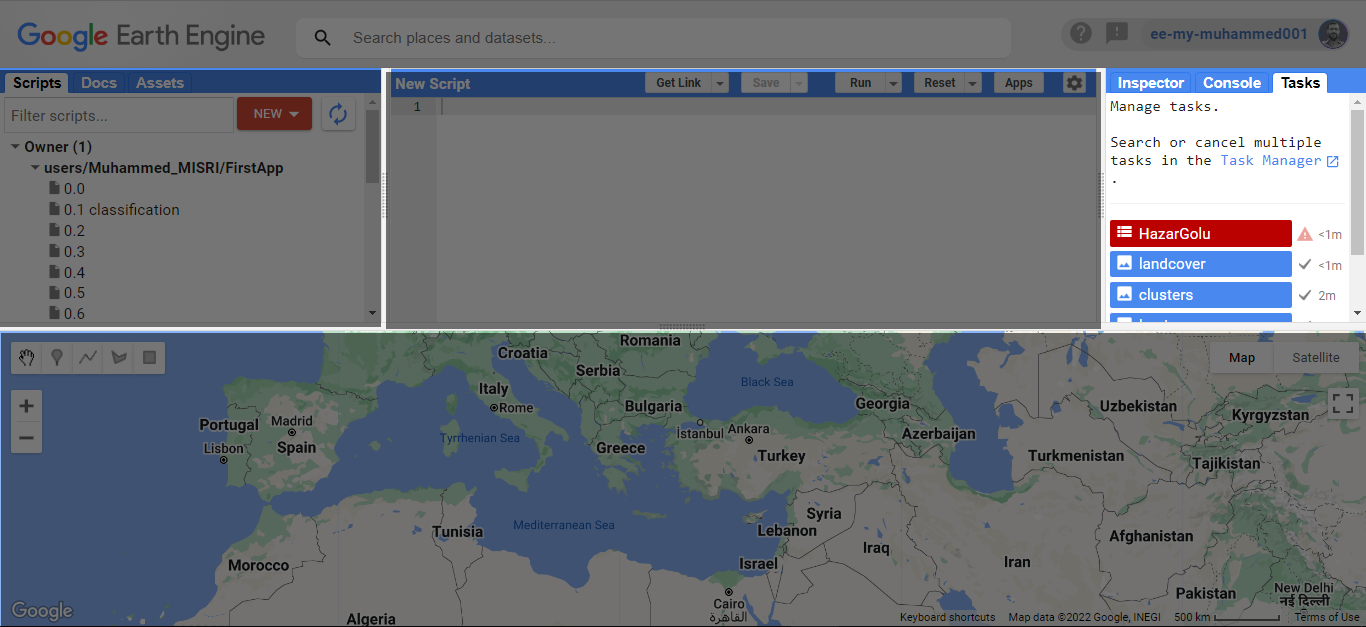 Google Earth Engine
Search places and datasets...
ee-my-muhammed001
Scripts Docs Assets
Filter scripts...
NEW
Owner (1)
users/Muhammed_MISRI/FirstApp
0.0
0.1 classification
0.2
0.3
0.4
0.5
0.6
New Script
Get Link
Save
Run
Reset
Apps
1
Inspector Console Tasks
Manage tasks.
Search or cancel multiple
tasks in the Task Manager
.
HazarGolu <1m
landcover <1m
clusters 2m
Map Satellite
Romania
Croatia
Serbia
Black Sea
Italy
Rome
Bulgaria
Georgia
Uzbekistan
Kyrgyzstan
Portugal
Madrid
Lisbon
Spain
Tyrrhenian Sea
Greece
İstanbul
Ankara
Turkey
Azerbaijan
Turkmenistan
Tajikistan
Tunisia
Mediterranean Sea
Syria
Lebanon
Israel
Iraq
Iran
Afghanistan
Morocco
Pakistan
New Delhi
नई दिल्ली
Cairo
القاهرة
Algeria
Google
Keyboard shortcuts
Map data ©2022 Google, INEGI
500 km
Terms of Use